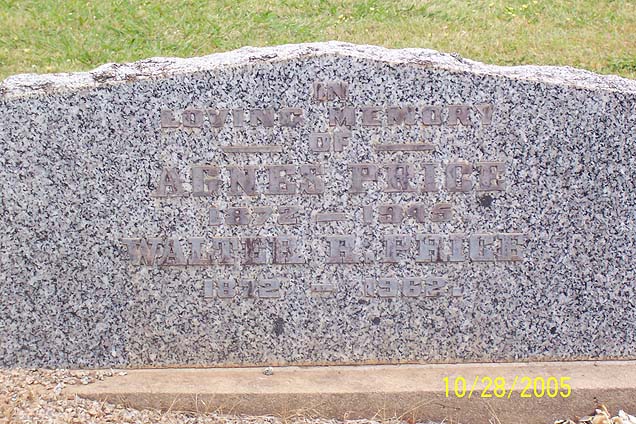 IN
LOVING MEMORY
OF
AGNES PRICE
1872 — 1945
WALTER R. PRICE
1872 — 1962.
10/28/2005